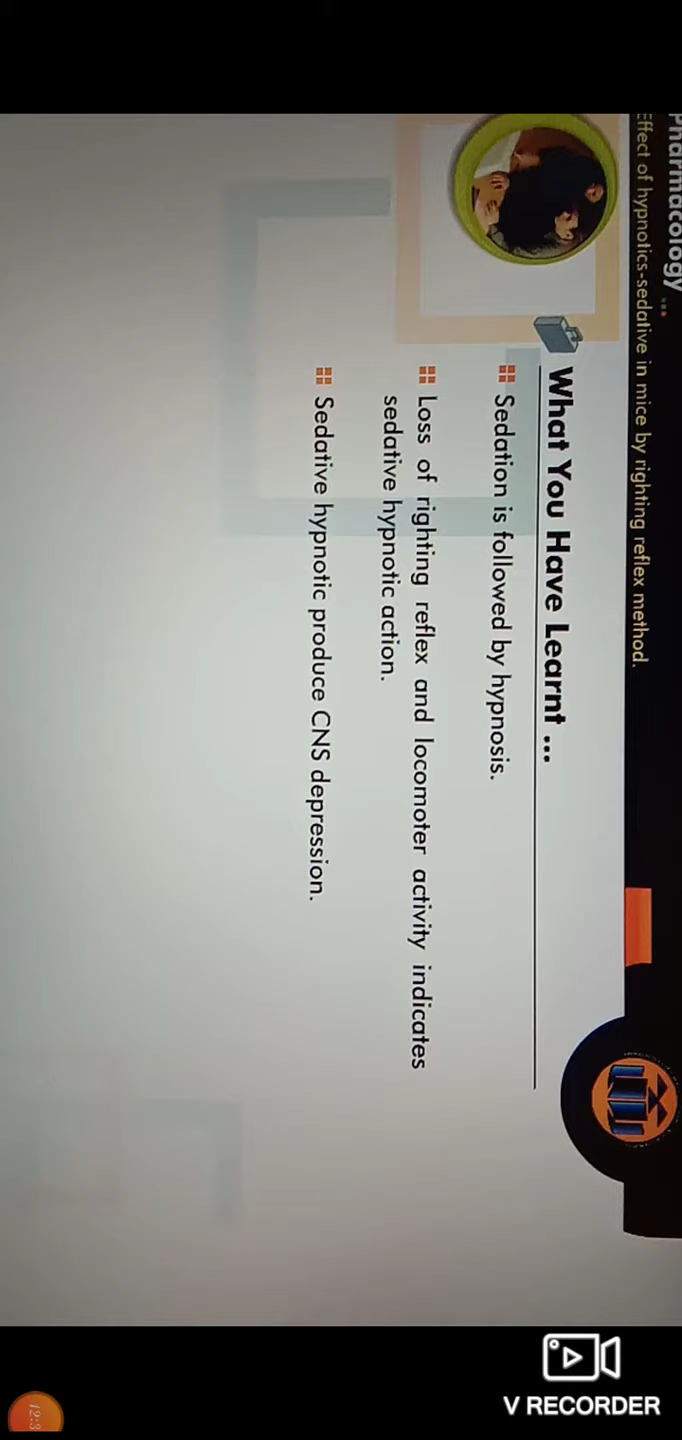 Pharmacology ...
Effect of hypnotics-sedative in mice by righting reflex method.
What You Have Learnt ...
Sedation is followed by hypnosis.
Loss of righting reflex and locomoter activity indicates
sedative hypnotic action.
Sedative hypnotic produce CNS depression.
V RECORDER